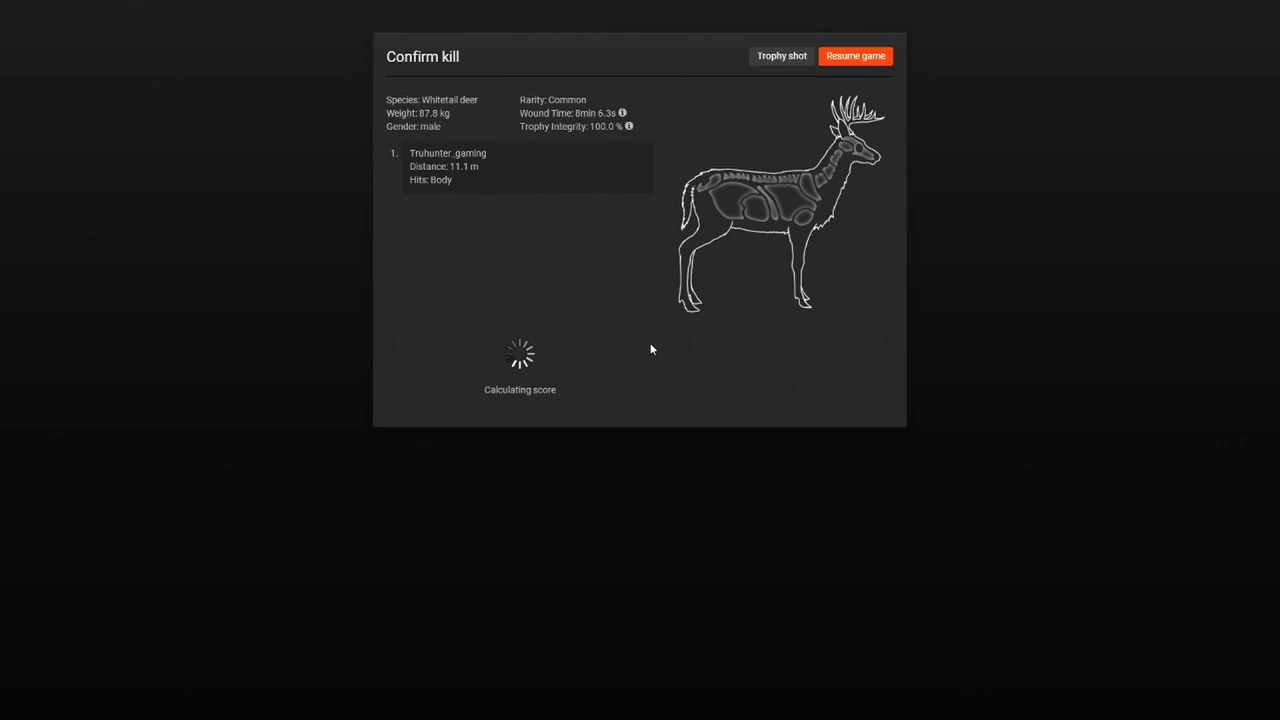 Confirm kill
Trophy shot
Resume game
Species: Whitetail deer
Weight: 87.8 kg
Gender: male
Rarity: Common
Wound Time: 8min 6.3s
Trophy Integrity: 100.0 %
1. Truhunter_gaming
Distance: 11.1 m
Hits: Body
Calculating score